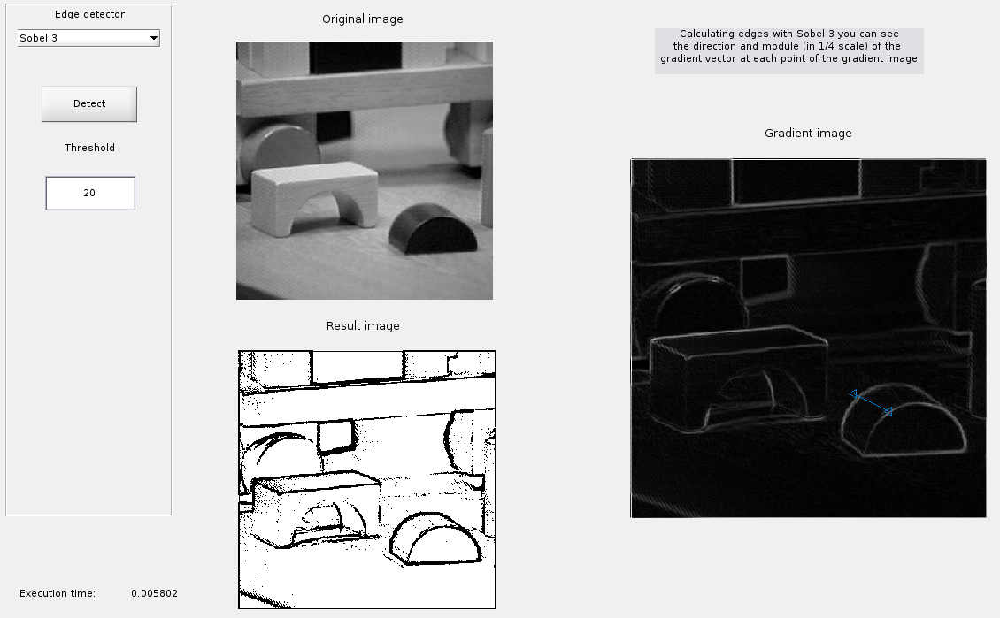 Edge detector
Sobel 3
Detect
Threshold
20
Execution time: 0.005802
Original image
Result image
Calculating edges with Sobel 3 you can see
the direction and module (in 1/4 scale) of the
gradient vector at each point of the gradient image
Gradient image